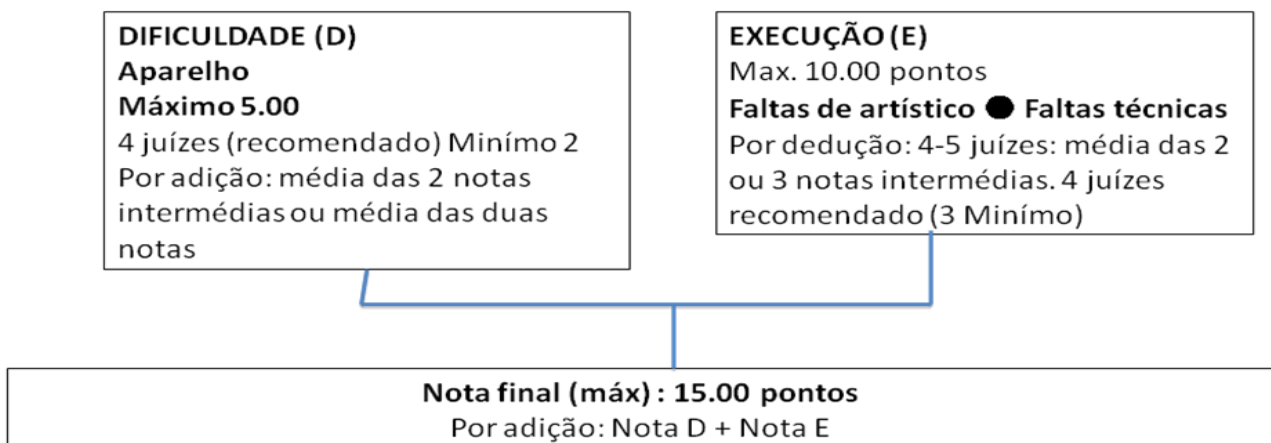 DIFICULDADE (D)
Aparelho
Máximo 5.00
4 juízes (recomendado) Minímo 2
Por adição: média das 2 notas
intermédias ou média das duas
notas
EXECUÇÃO (E)
Max. 10.00 pontos
Faltas de artístico ● Faltas técnicas
Por dedução: 4-5 juízes: média das 2
ou 3 notas intermédias. 4 juízes
recomendado (3 Minímo)
Nota final (máx) : 15.00 pontos
Por adição: Nota D + Nota E